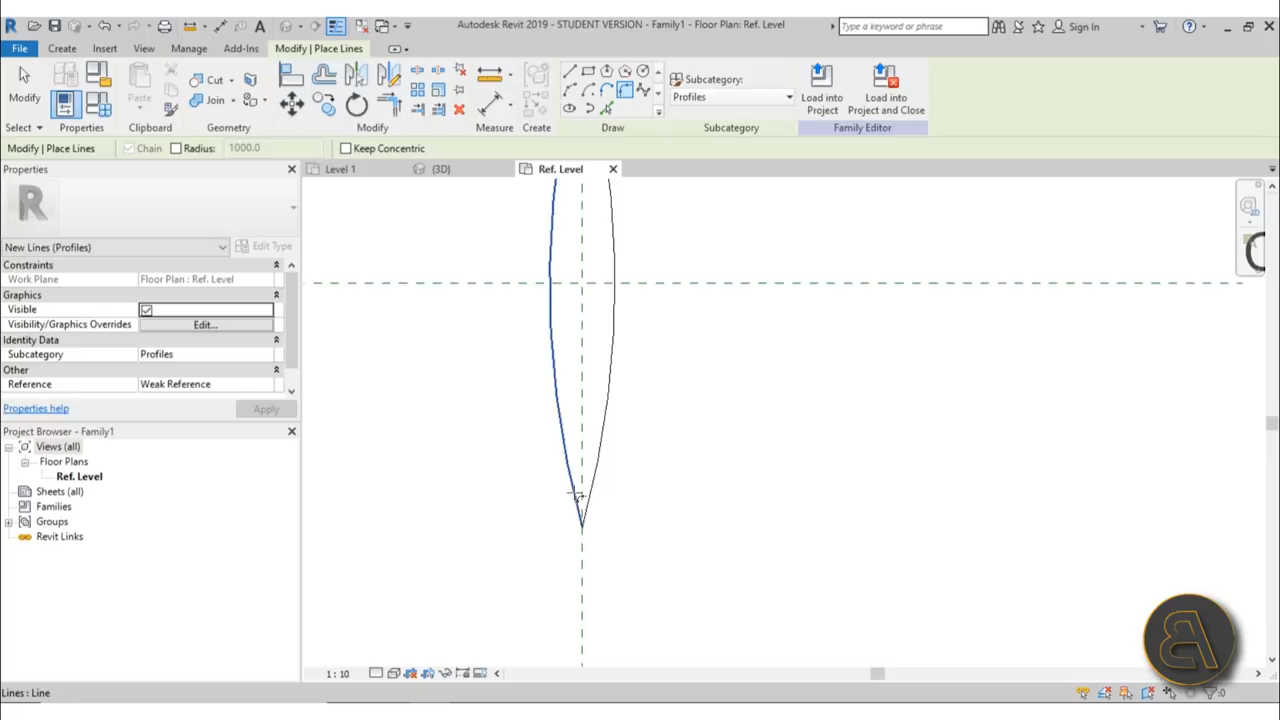 Autodesk Revit 2019 - STUDENT VERSION - Family1 - Floor Plan: Ref. Level
Type a keyword or phrase
Sign In
File Create Insert View Manage Add-Ins Modify | Place Lines
Modify
Paste
Cut
Join
Subcategory:
Profiles
Load into Project
Load into Project and Close
Select Properties Clipboard Geometry Modify Measure Create Draw Subcategory Family Editor
Modify | Place Lines Chain Radius: 1000.0 Keep Concentric
Properties
Level 1 {3D} Ref. Level
R
New Lines (Profiles) Edit Type
Constraints
Work Plane Floor Plan : Ref. Level
Graphics
Visible
Visibility/Graphics Overrides Edit...
Identity Data
Subcategory Profiles
Other
Reference Weak Reference
Properties help Apply
Project Browser - Family1
Views (all)
Floor Plans
Ref. Level
Sheets (all)
Families
Groups
Revit Links
1 : 10
Lines : Line
:0
2D